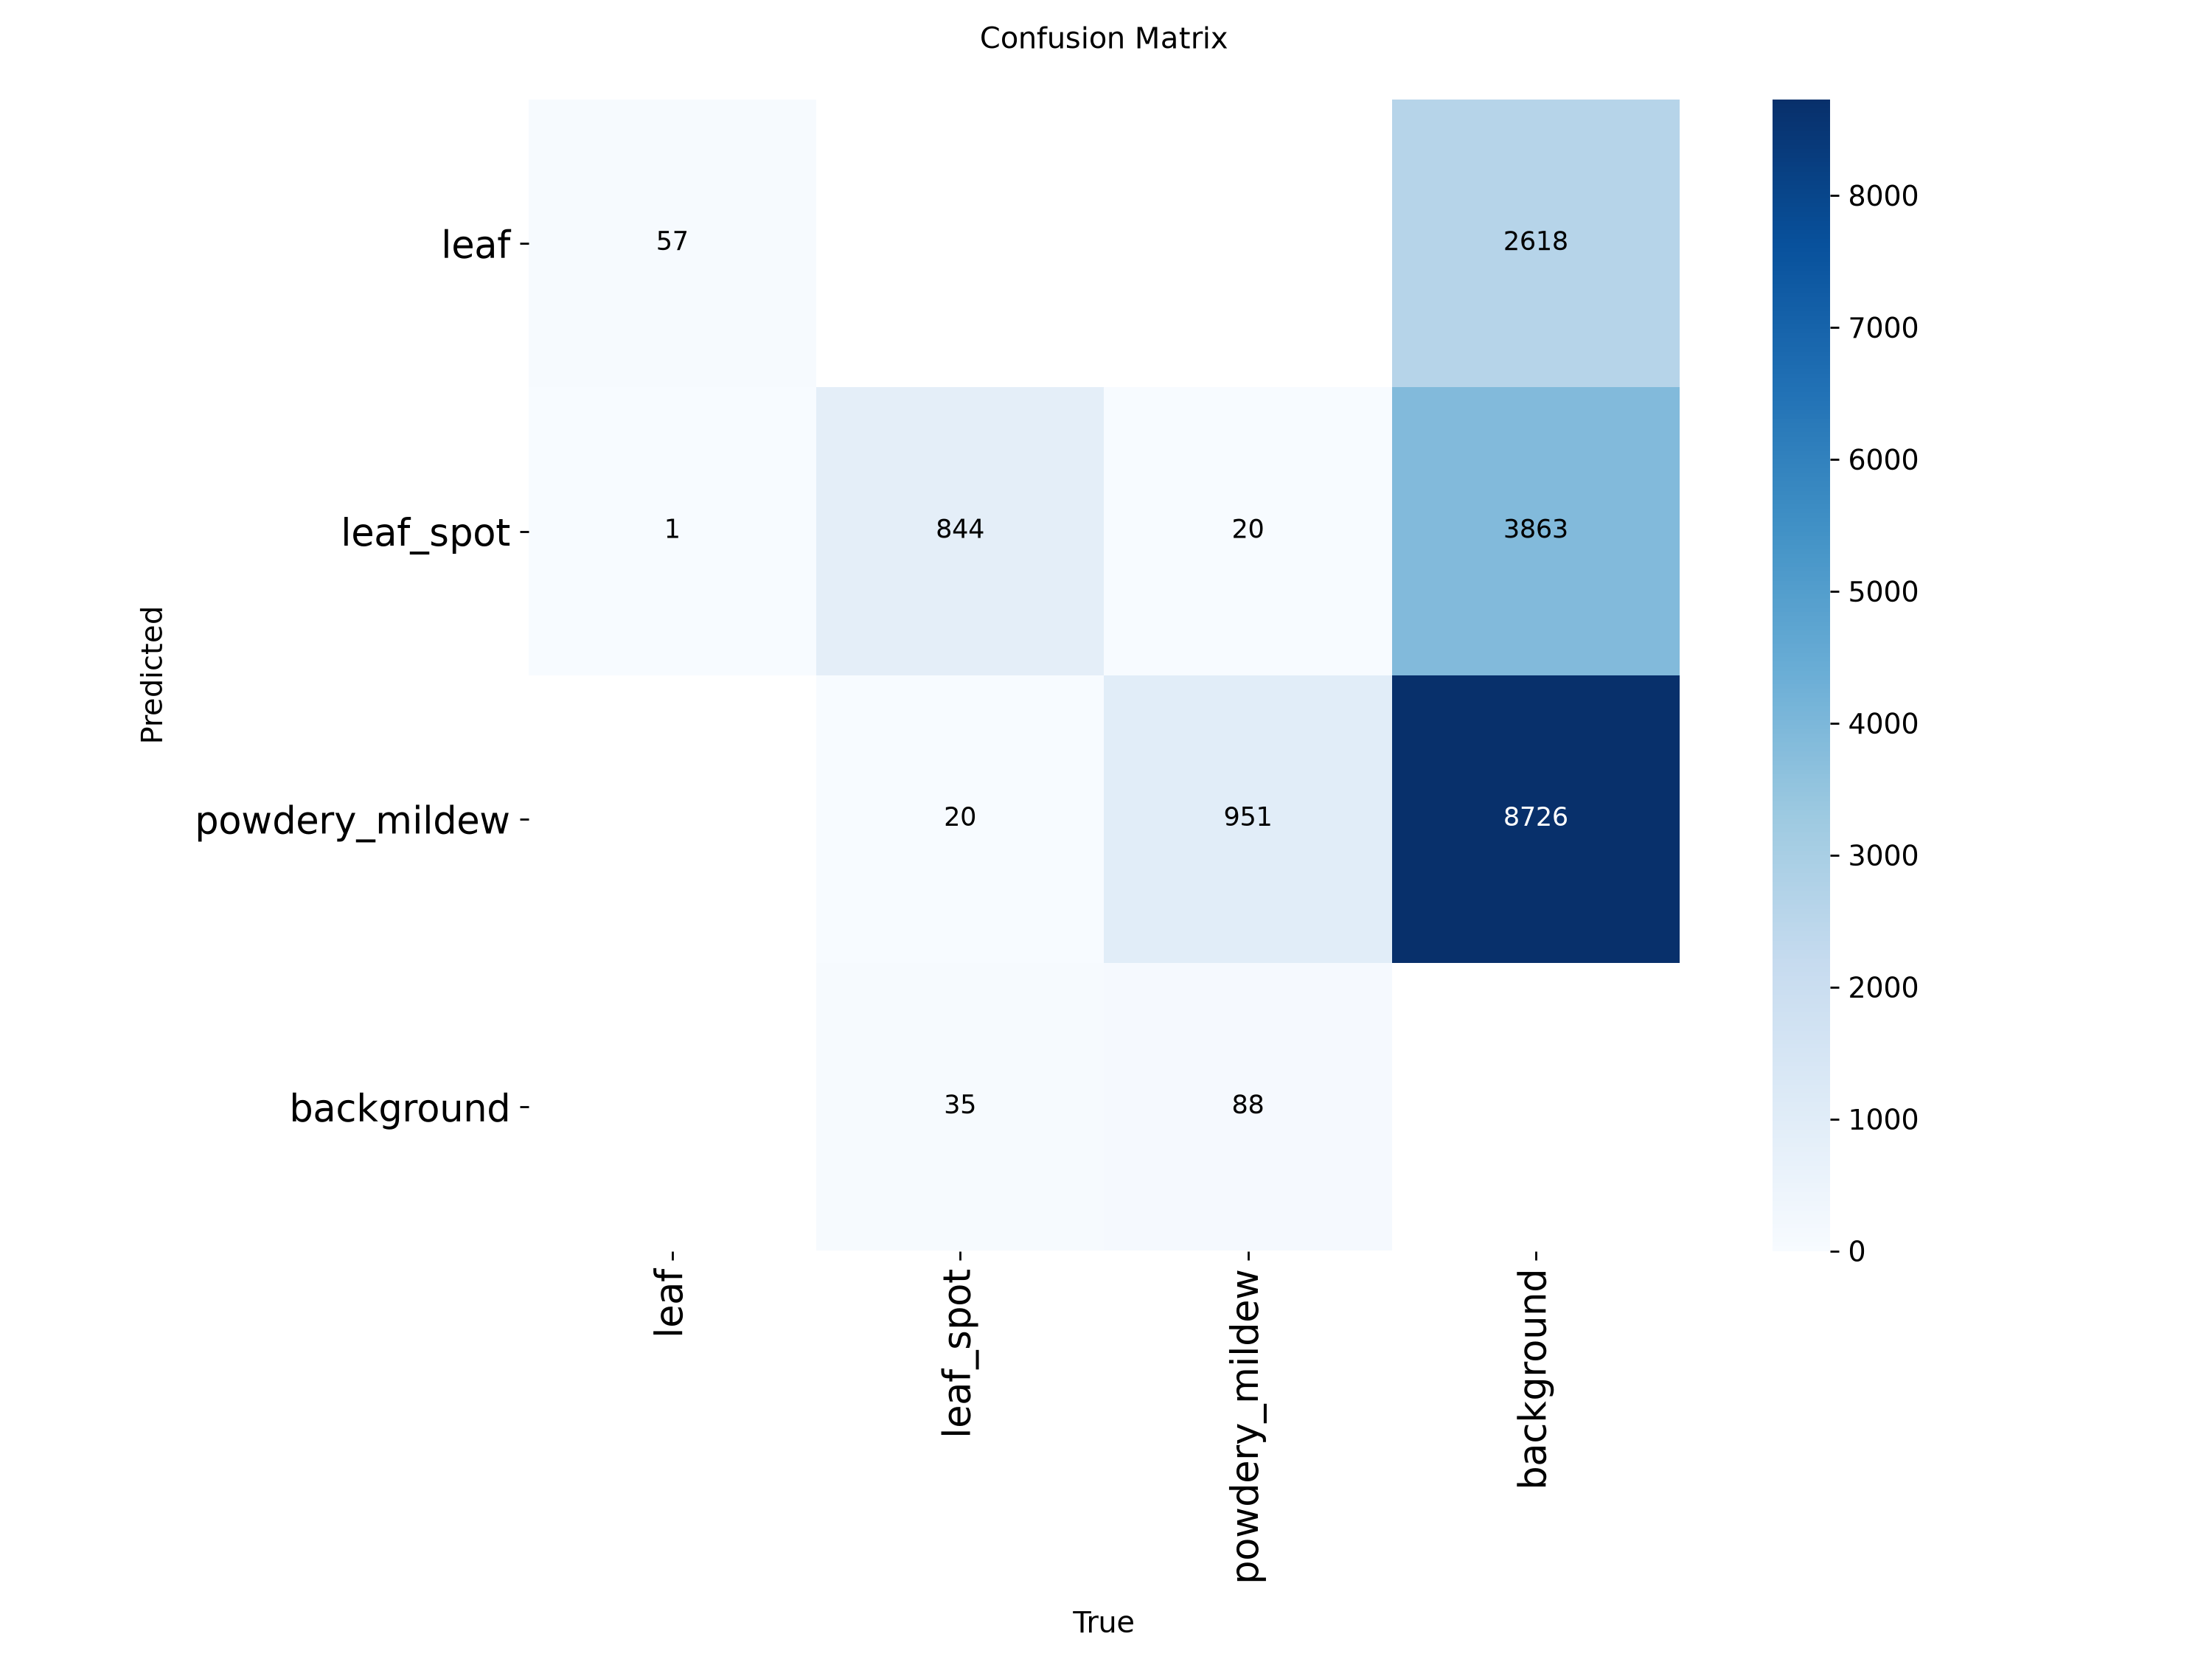 Confusion Matrix
leaf
57
2618
8000
7000
leaf_spot
1
844
20
3863
6000
5000
Predicted
4000
powdery_mildew
20
951
8726
3000
2000
background
35
88
1000
0
leaf
leaf_spot
powdery_mildew
background
True